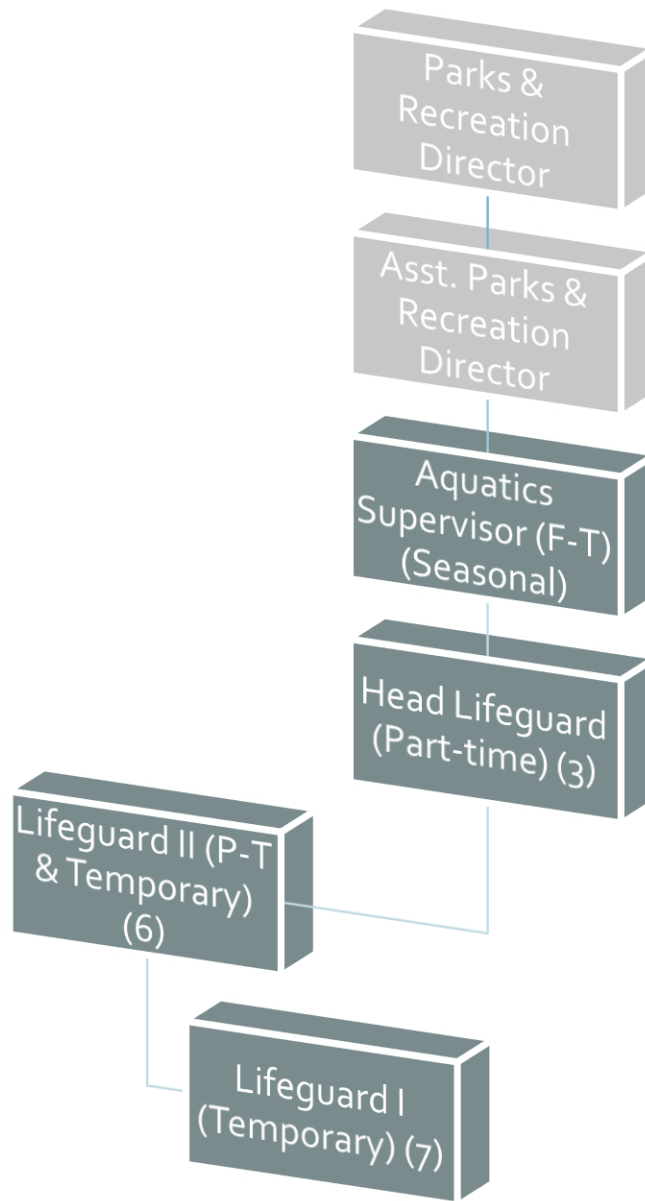 Parks &
Recreation
Director
Asst. Parks &
Recreation
Director
Aquatics
Supervisor (F-T)
(Seasonal)
Head Lifeguard
(Part-time) (3)
Lifeguard II (P-T
& Temporary)
(6)
Lifeguard I
(Temporary) (7)